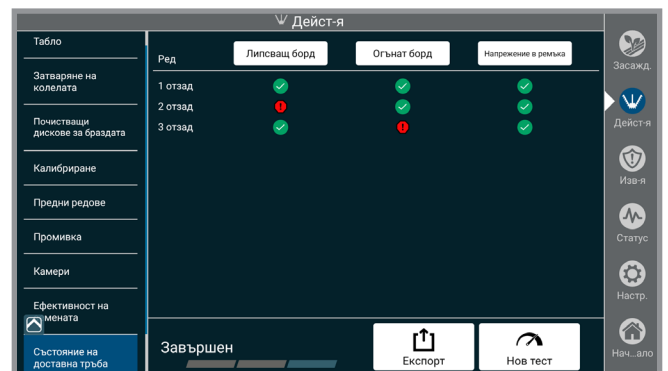 Дейст-я
Табло
Затваряне на
колелата
Почистващи
дискове за браздата
Калибриране
Предни редове
Промивка
Камери
Ефективност на
мената
Състояние на
доставна тръба
Ред
Липсващ борд
Огънат борд
Напрежение в ремъка
1 отзад
2 отзад
3 отзад
Завършен
Експорт
Нов тест
Засажд.
Дейст-я
Изв-я
Статус
Настр.
Нач...ало